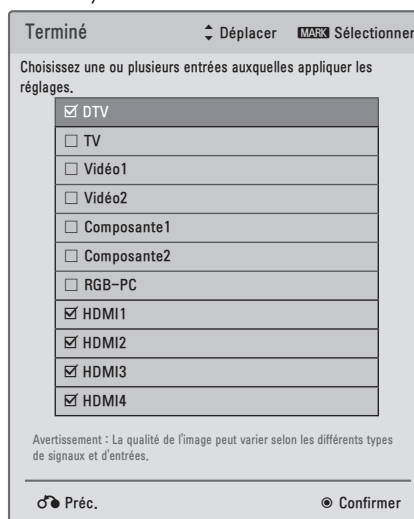 Terminé Déplacer MARK Sélectionner
Choisissez une ou plusieurs entrées auxquelles appliquer les
réglages.
DTV
TV
Vidéo1
Vidéo2
Composante1
Composante2
RGB-PC
HDMI1
HDMI2
HDMI3
HDMI4
Avertissement : La qualité de l'image peut varier selon les différents types
de signaux et d'entrées.
Préc. Confirmer